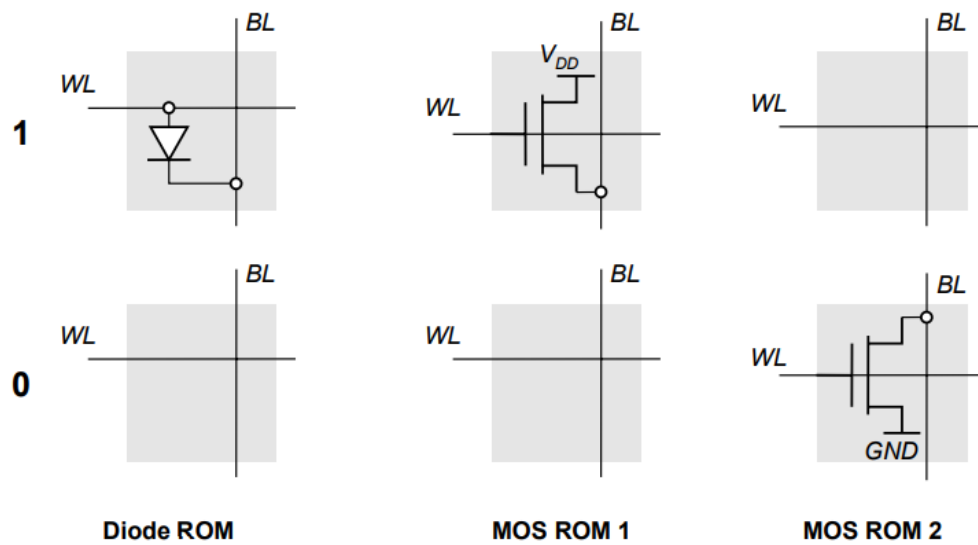 BL BL BL
V_DD
WL WL WL
1
BL BL BL
WL WL WL
0
GND
Diode ROM MOS ROM 1 MOS ROM 2